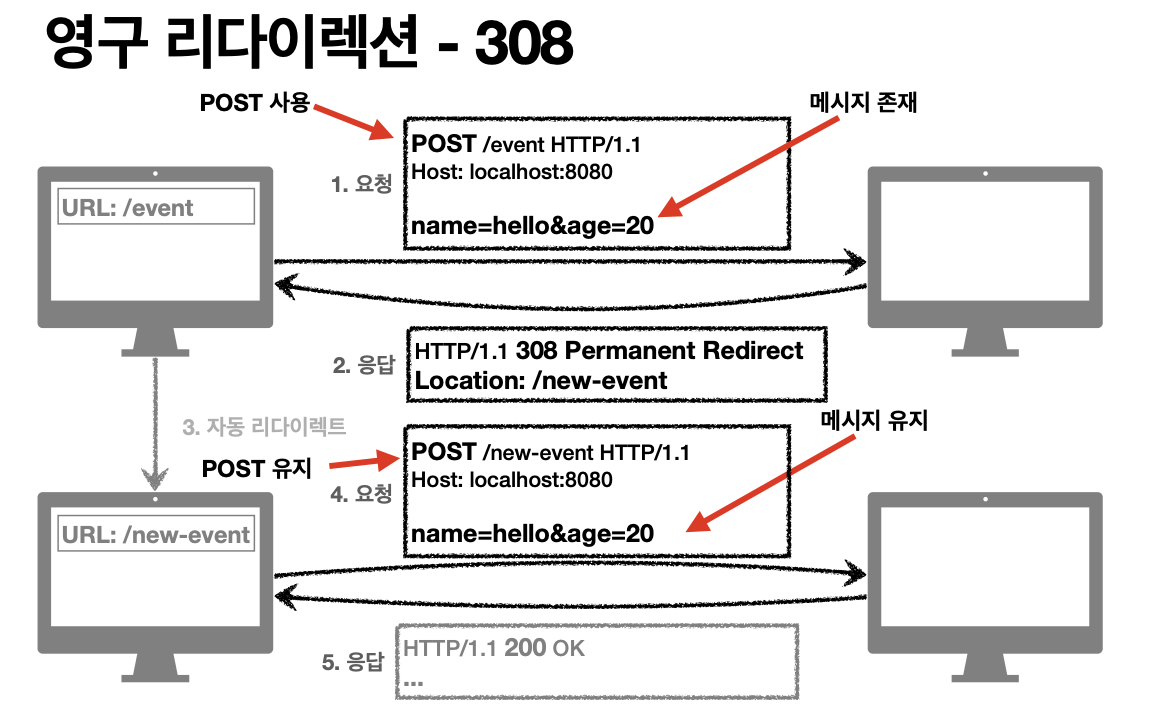 영구 리다이렉션 - 308
POST 사용
메시지 존재
1. 요청
POST /event HTTP/1.1
Host: localhost:8080
name=hello&age=20
URL: /event
2. 응답
HTTP/1.1 308 Permanent Redirect
Location: /new-event
3. 자동 리다이렉트
메시지 유지
POST 유지
4. 요청
POST /new-event HTTP/1.1
Host: localhost:8080
name=hello&age=20
URL: /new-event
5. 응답
HTTP/1.1 200 OK
...